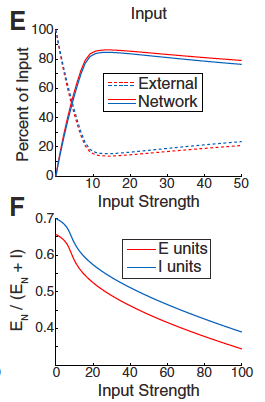 E
Input
Percent of Input
100
80
60
40
20
0
External
Network
10 20 30 40 50
Input Strength
F
E_N / (E_N + I)
0.7
0.6
0.5
0.4
E units
I units
0 20 40 60 80 100
Input Strength